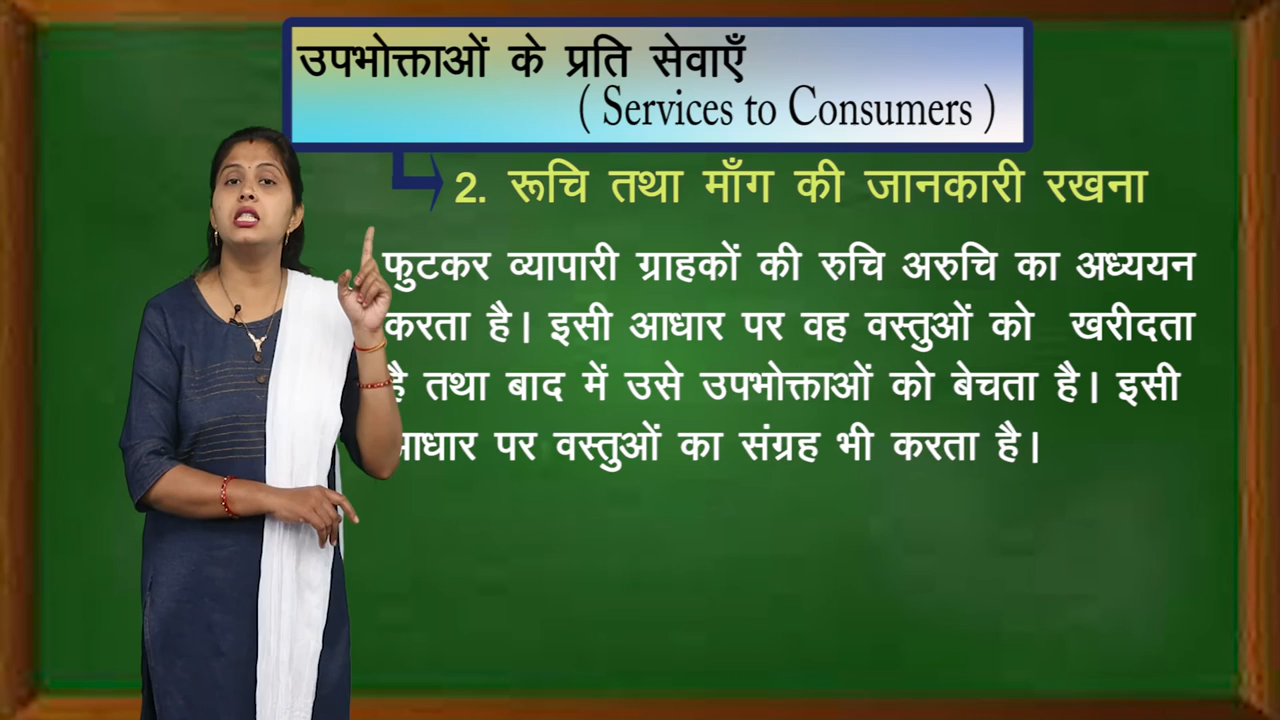 उपभोक्ताओं के प्रति सेवाएँ
( Services to Consumers )
2. रूचि तथा माँग की जानकारी रखना
फुटकर व्यापारी ग्राहकों की रुचि अरुचि का अध्ययन
करता है। इसी आधार पर वह वस्तुओं को खरीदता
है तथा बाद में उसे उपभोक्ताओं को बेचता है। इसी
आधार पर वस्तुओं का संग्रह भी करता है।